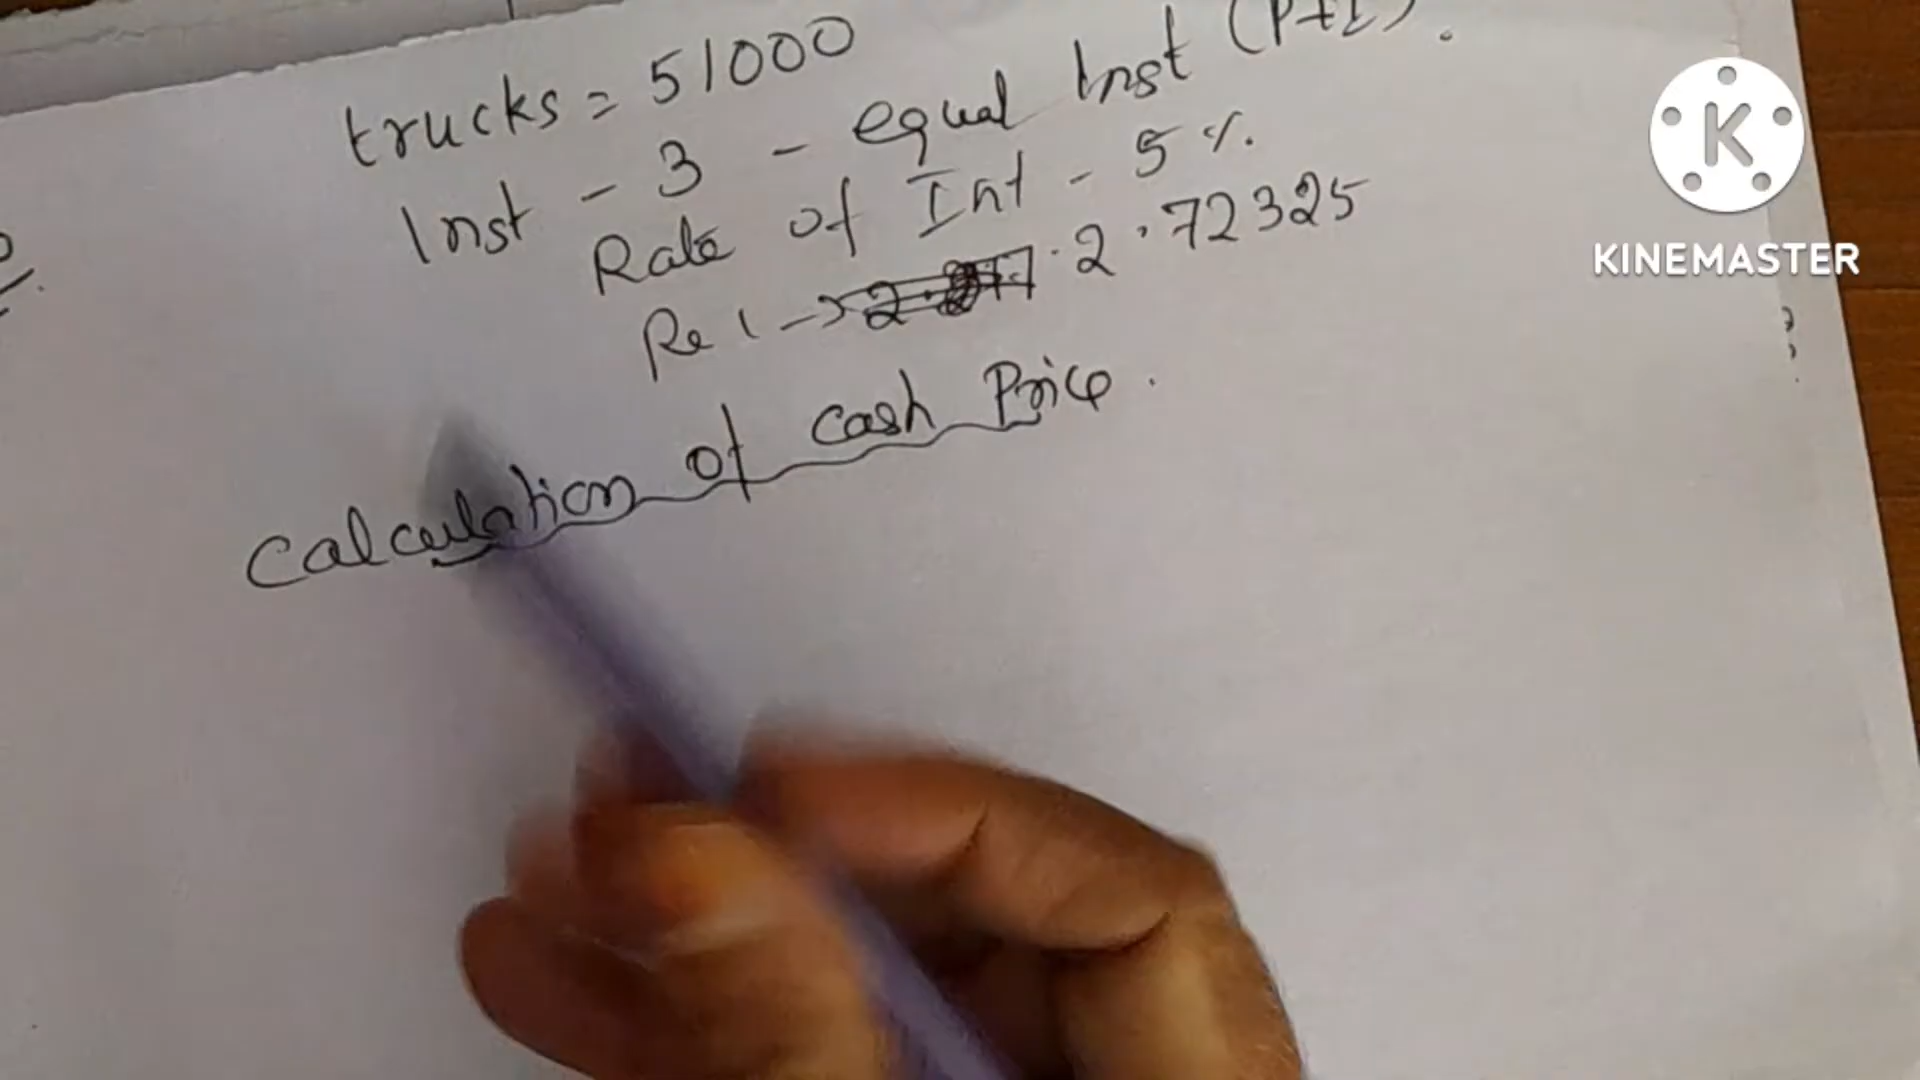 trucks = 51000
Inst - 3 - equal Inst (P+I).
Rate of Int - 5 %.
Re 1 → 2.72325
Calculation of Cash Price.
K
KINEMASTER